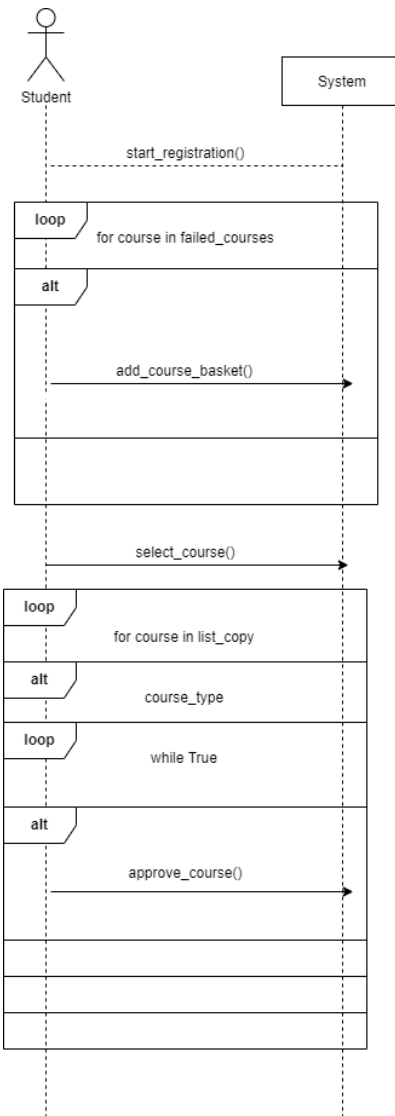 Student
System
start_registration()
loop
for course in failed_courses
alt
add_course_basket()
select_course()
loop
for course in list_copy
alt
course_type
loop
while True
alt
approve_course()